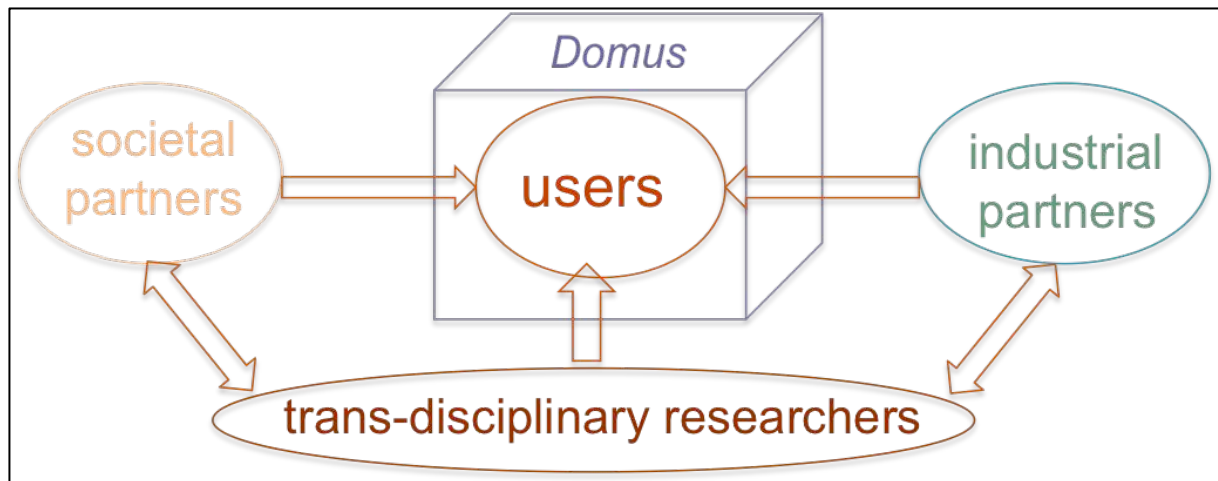 Domus
societal
partners
users
industrial
partners
trans-disciplinary researchers